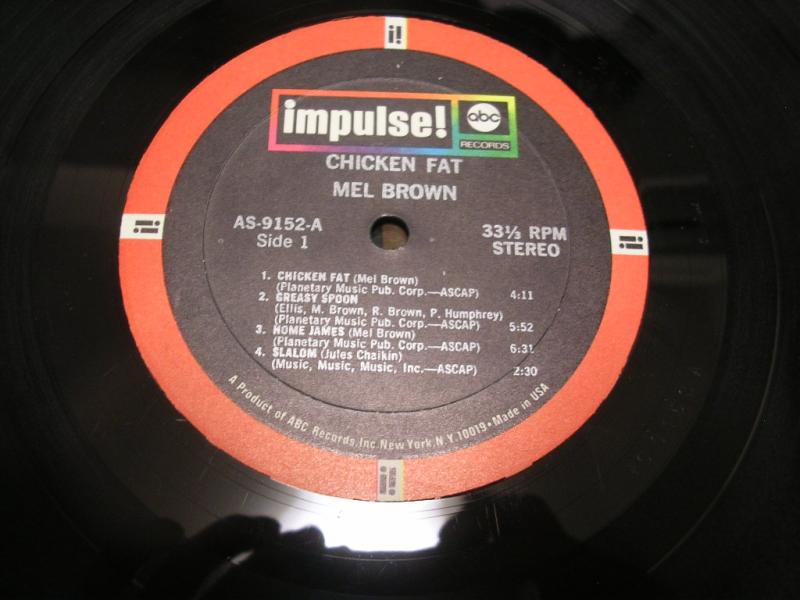 i!
impulse!
abc
RECORDS
CHICKEN FAT
MEL BROWN
AS-9152-A
Side 1
33⅓ RPM
STEREO
i!
i!
1. CHICKEN FAT (Mel Brown)
(Planetary Music Pub. Corp.—ASCAP) 4:11
2. GREASY SPOON
(Ellis, M. Brown, R. Brown, P. Humphrey)
(Planetary Music Pub. Corp.—ASCAP) 5:52
3. HOME JAMES (Mel Brown)
(Planetary Music Pub. Corp.—ASCAP) 6:31
4. SLALOM (Jules Chaikin)
(Music, Music, Music, Inc.—ASCAP) 2:30
A Product of ABC Records, Inc. New York, N.Y. 10019 • Made in USA